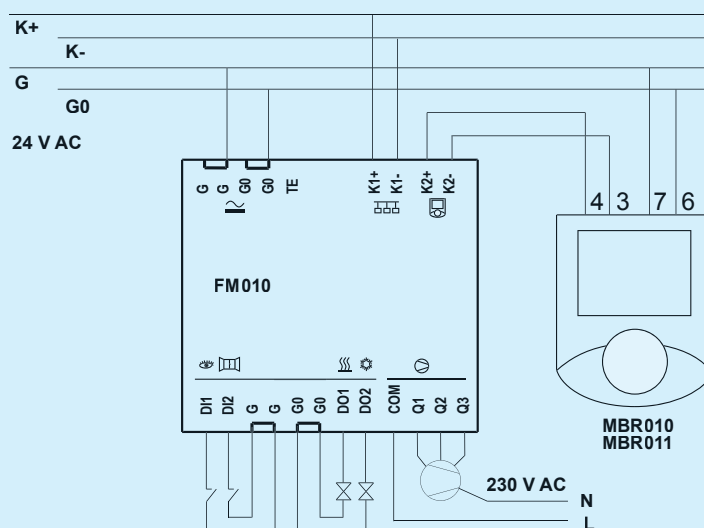 K+
K-
G
G0
24 V AC
G G G0 G0 TE K1+ K1- K2+ K2-
4 3 7 6
FM010
DI1 DI2 G G G0 G0 DO1 DO2 COM Q1 Q2 Q3
MBR010
MBR011
230 V AC
N
L